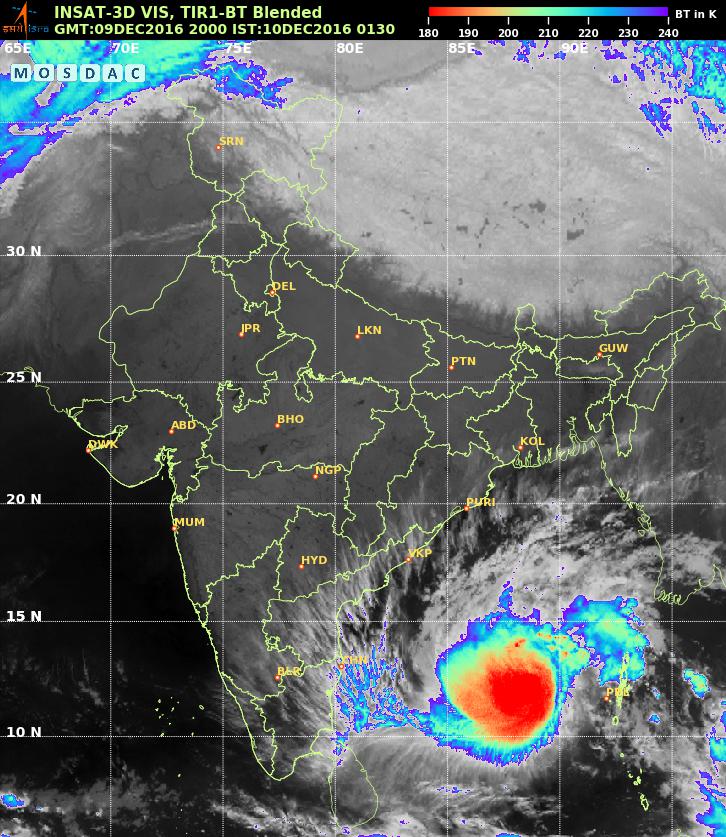 INSAT-3D VIS, TIR1-BT Blended
GMT:09DEC2016 2000 IST:10DEC2016 0130
BT in K
180 190 200 210 220 230 240
65E 70E 75E 80E 85E 90E
MOSDAC
SRN
30 N
DEL
JPR LKN
GUW
PTN
25 N
ABD BHO
DWK KOL
NGP
20 N PURI
MUM
VKP
HYD
15 N
CHN
BLR
PBL
10 N